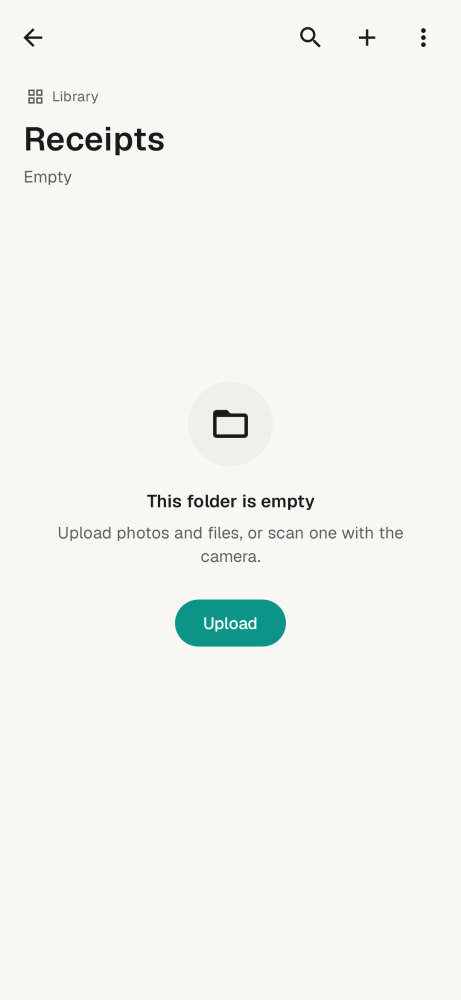 Library
Receipts
Empty
This folder is empty
Upload photos and files, or scan one with the
camera.
Upload